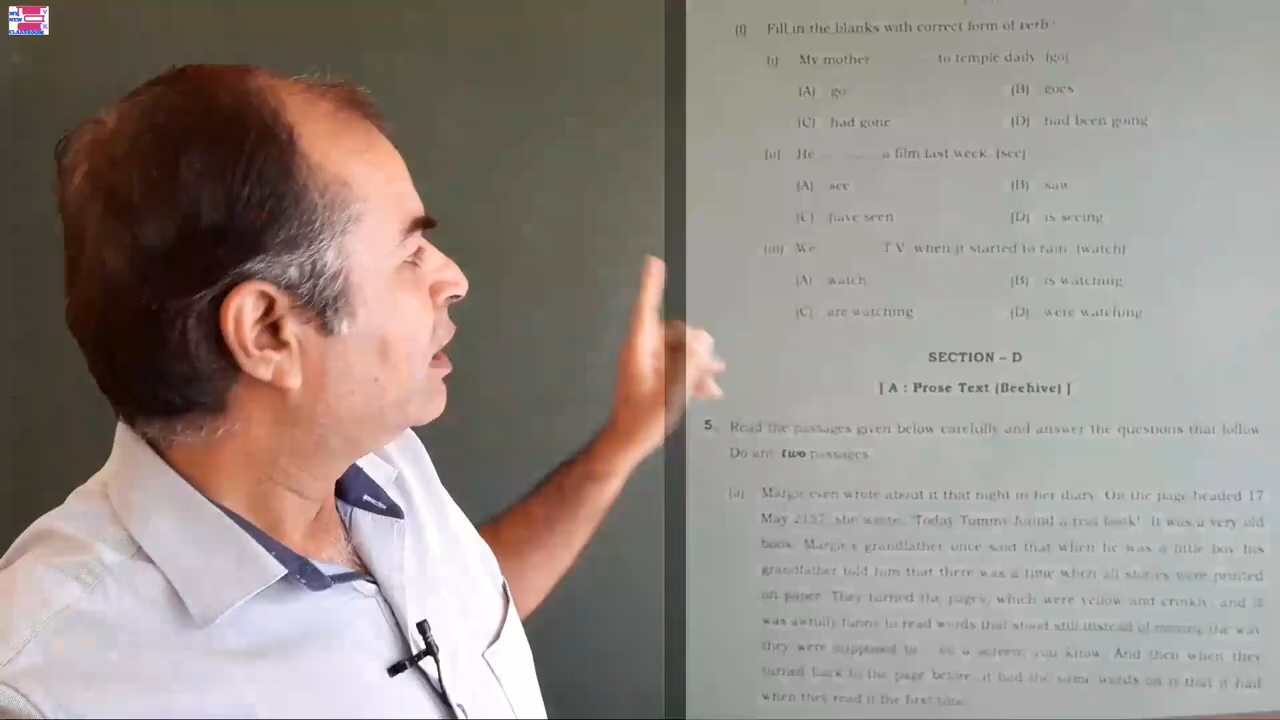 MY NEW CLASSROOM
(f) Fill in the blanks with correct form of verb :
(i) My mother to temple daily. (go)
(A) go (B) goes
(C) had gone (D) had been going
(ii) He a film last week. (see)
(A) see (B) saw
(C) have seen (D) is seeing
(iii) We T.V. when it started to rain. (watch)
(A) watch (B) is watching
(C) are watching (D) were watching
SECTION – D
[ A : Prose Text (Beehive) ]
5. Read the passages given below carefully and answer the questions that follow.
Do any two passages.
(a) Margie even wrote about it that night in her diary. On the page headed 17
May 2157, she wrote, 'Today Tommy found a real book!' It was a very old
book. Margie's grandfather once said that when he was a little boy his
grandfather told him that there was a time when all stories were printed
on paper. They turned the pages, which were yellow and crinkly, and it
was awfully funny to read words that stood still instead of moving the way
they were supposed to on a screen, you know. And then when they
turned back to the page before, it had the same words on it that it had
when they read it the first time.